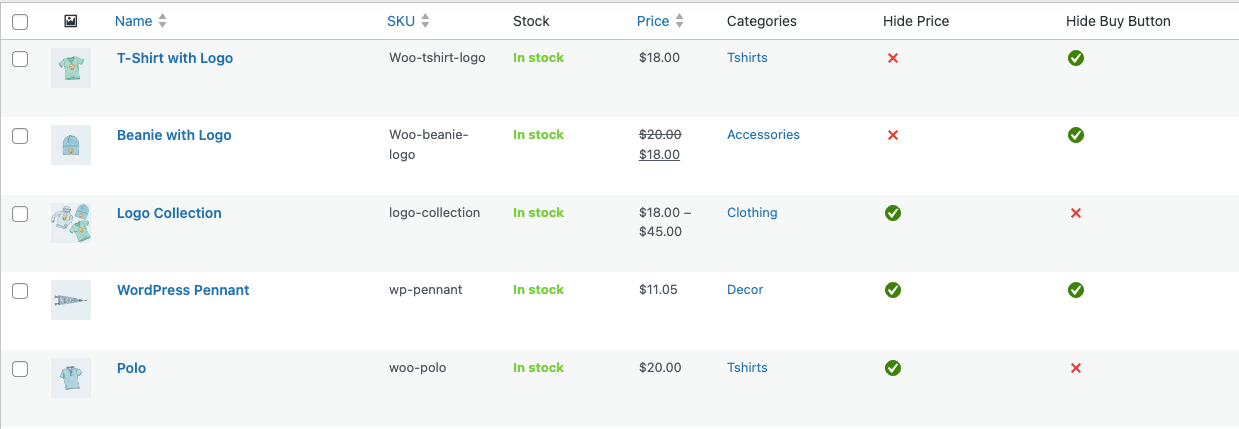 Name SKU Stock Price Categories Hide Price Hide Buy Button
T-Shirt with Logo Woo-tshirt-logo In stock $18.00 Tshirts
Beanie with Logo Woo-beanie- In stock $20.00 Accessories
logo $18.00
Logo Collection logo-collection In stock $18.00 – Clothing
$45.00
WordPress Pennant wp-pennant In stock $11.05 Decor
Polo woo-polo In stock $20.00 Tshirts